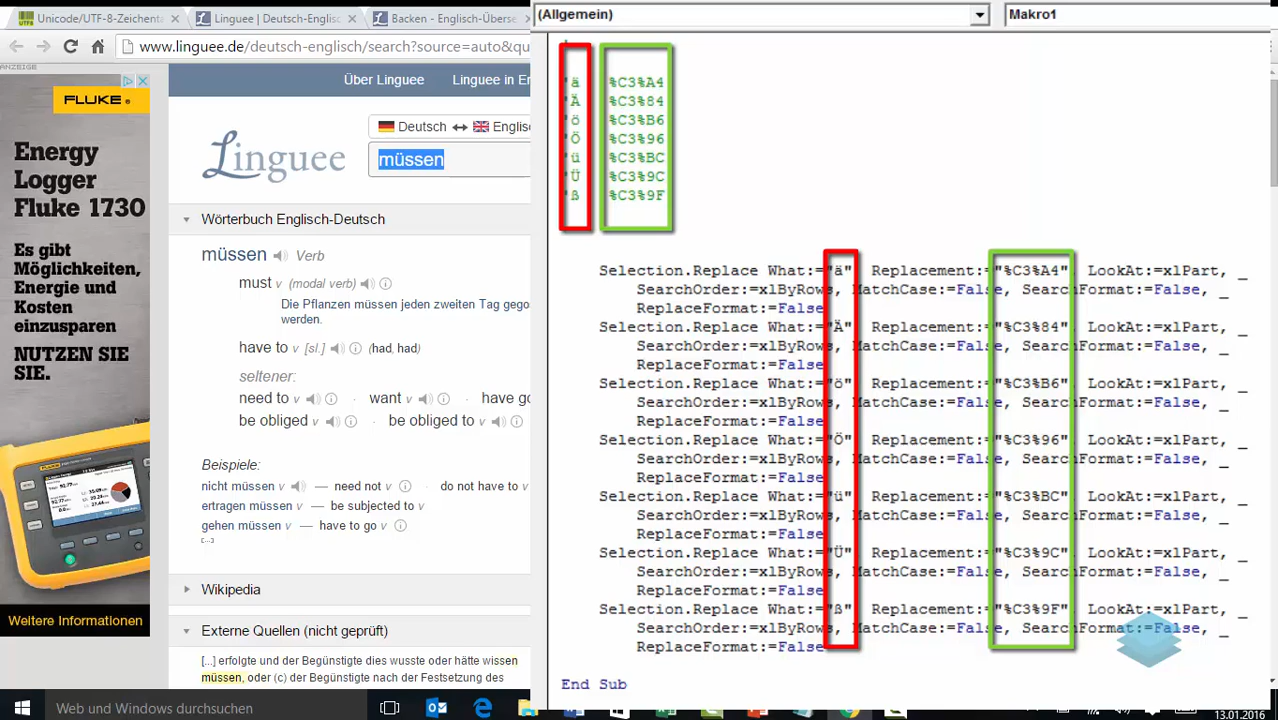 Unicode/UTF-8-Zeichenta
Linguee | Deutsch-Englisc
Backen - Englisch-Überse
www.linguee.de/deutsch-englisch/search?source=auto&qu
ANZEIGE
FLUKE
Energy
Logger
Fluke 1730
Es gibt
Möglichkeiten,
Energie und
Kosten
einzusparen
NUTZEN SIE
SIE.
Weitere Informationen
Über Linguee
Linguee in En
Linguee
Deutsch ↔ Englisc
müssen
Wörterbuch Englisch-Deutsch
müssen Verb
must v (modal verb)
Die Pflanzen müssen jeden zweiten Tag gego
werden.
have to v [sl.] (had, had)
seltener:
need to v · want v · have go
be obliged v · be obliged to v
Beispiele:
nicht müssen v — need not v · do not have to v
ertragen müssen v — be subjected to v
gehen müssen v — have to go v
[...]
Wikipedia
Externe Quellen (nicht geprüft)
[...] erfolgte und der Begünstigte dies wusste oder hätte wissen
müssen, oder (c) der Begünstigte nach der Festsetzung des
Web und Windows durchsuchen
(Allgemein)
Makro1
'ä %C3%A4
'Ä %C3%84
'ö %C3%B6
'Ö %C3%96
'ü %C3%BC
'Ü %C3%9C
'ß %C3%9F
Selection.Replace What:="ä", Replacement:="%C3%A4", LookAt:=xlPart, _
SearchOrder:=xlByRows, MatchCase:=False, SearchFormat:=False, _
ReplaceFormat:=False
Selection.Replace What:="Ä", Replacement:="%C3%84", LookAt:=xlPart, _
SearchOrder:=xlByRows, MatchCase:=False, SearchFormat:=False, _
ReplaceFormat:=False
Selection.Replace What:="ö", Replacement:="%C3%B6", LookAt:=xlPart, _
SearchOrder:=xlByRows, MatchCase:=False, SearchFormat:=False, _
ReplaceFormat:=False
Selection.Replace What:="Ö", Replacement:="%C3%96", LookAt:=xlPart, _
SearchOrder:=xlByRows, MatchCase:=False, SearchFormat:=False, _
ReplaceFormat:=False
Selection.Replace What:="ü", Replacement:="%C3%BC", LookAt:=xlPart, _
SearchOrder:=xlByRows, MatchCase:=False, SearchFormat:=False, _
ReplaceFormat:=False
Selection.Replace What:="Ü", Replacement:="%C3%9C", LookAt:=xlPart, _
SearchOrder:=xlByRows, MatchCase:=False, SearchFormat:=False, _
ReplaceFormat:=False
Selection.Replace What:="ß", Replacement:="%C3%9F", LookAt:=xlPart, _
SearchOrder:=xlByRows, MatchCase:=False, SearchFormat:=False, _
ReplaceFormat:=False
End Sub
13.01.2016